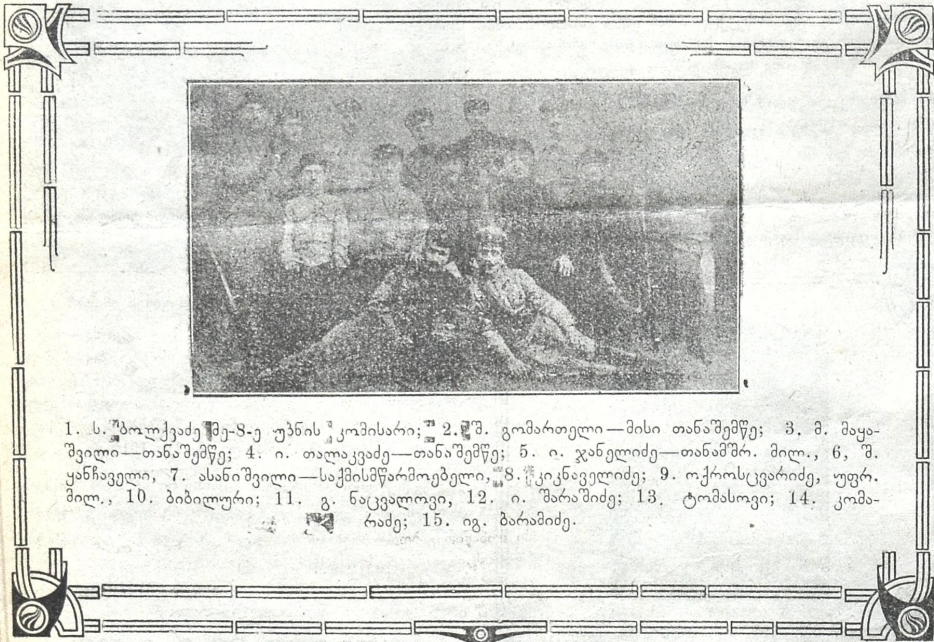 1. ს. ბოლქვაძე მე-8-ე უბნის კომისარი; 2. შ. გომართელი—მისი თანაშემწე; 3. მ. მაყა-
შვილი—თანაშემწე; 4. ი. თალაკვაძე—თანაშემწე; 5. ი. ჯანელიძე—თანამშრ. მილ., 6, შ.
ყანჩაველი, 7. ასანიშვილი—საქმისმწარმოებელი, 8. კიკნაველიძე; 9. ოქროსცვარიძე, უფრ.
მილ., 10. ბიბილური; 11. გ. ნაცვალოვი, 12. ი. შარაშიძე; 13. ტომასოვი; 14. კომა-
რაძე; 15. იგ. ბარამიძე.